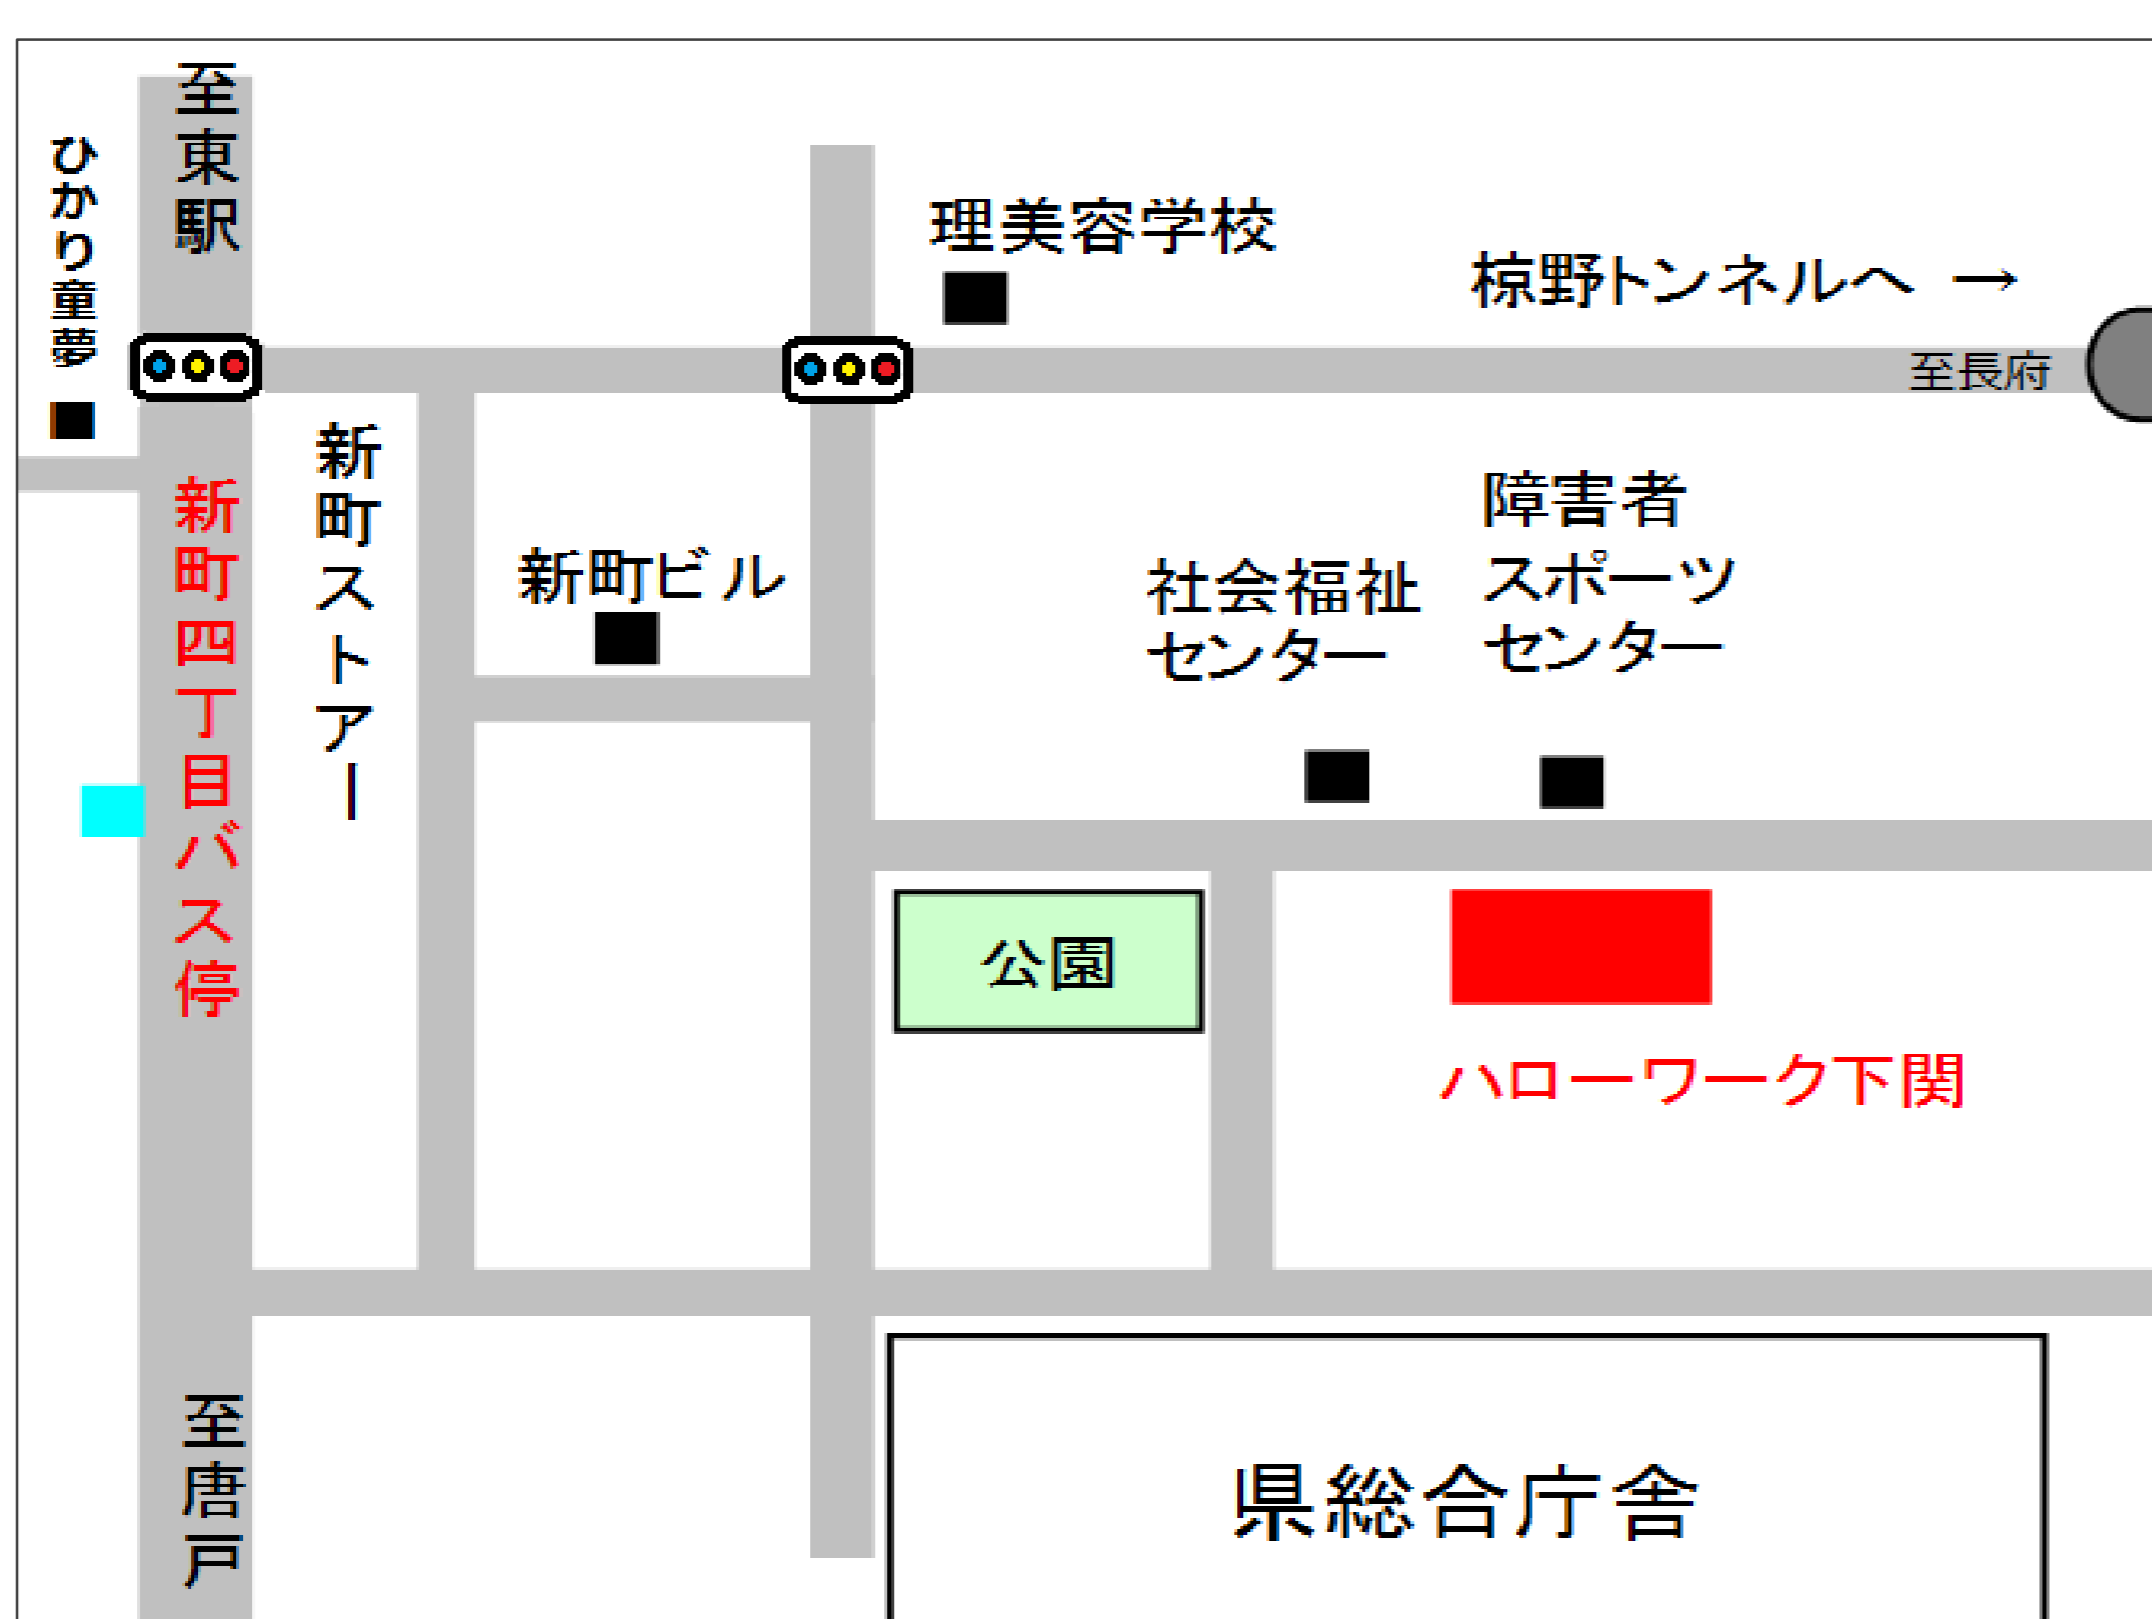 至東駅
ひかり童夢
理美容学校
椋野トンネルへ →
至長府
新町四丁目バス停
新町ストアー
新町ビル
社会福祉
センター
障害者
スポーツ
センター
公園
ハローワーク下関
至唐戸
県総合庁舎